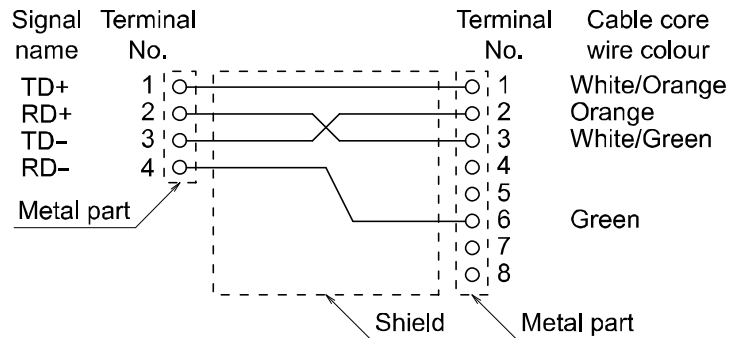 Signal Terminal Terminal Cable core
name No. No. wire colour
TD+ 1 1 White/Orange
RD+ 2 2 Orange
TD– 3 3 White/Green
RD– 4 4
5
Metal part 6 Green
7
8
Shield Metal part